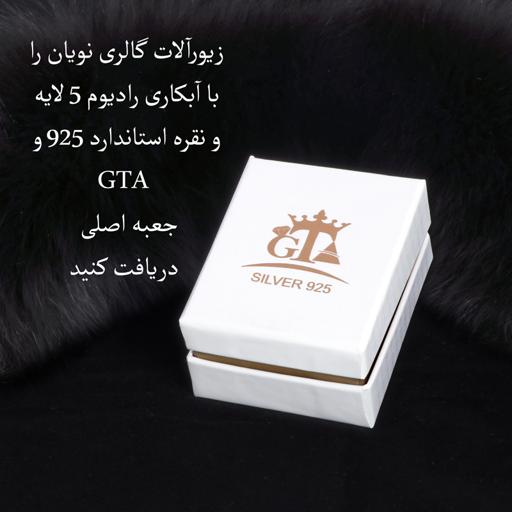 زیورآلات گالری نویان را
با آبکاری رادیوم 5 لایه
و نقره استاندارد 925 و
GTA
جعبه اصلی
دریافت کنید
GTA
SILVER 925